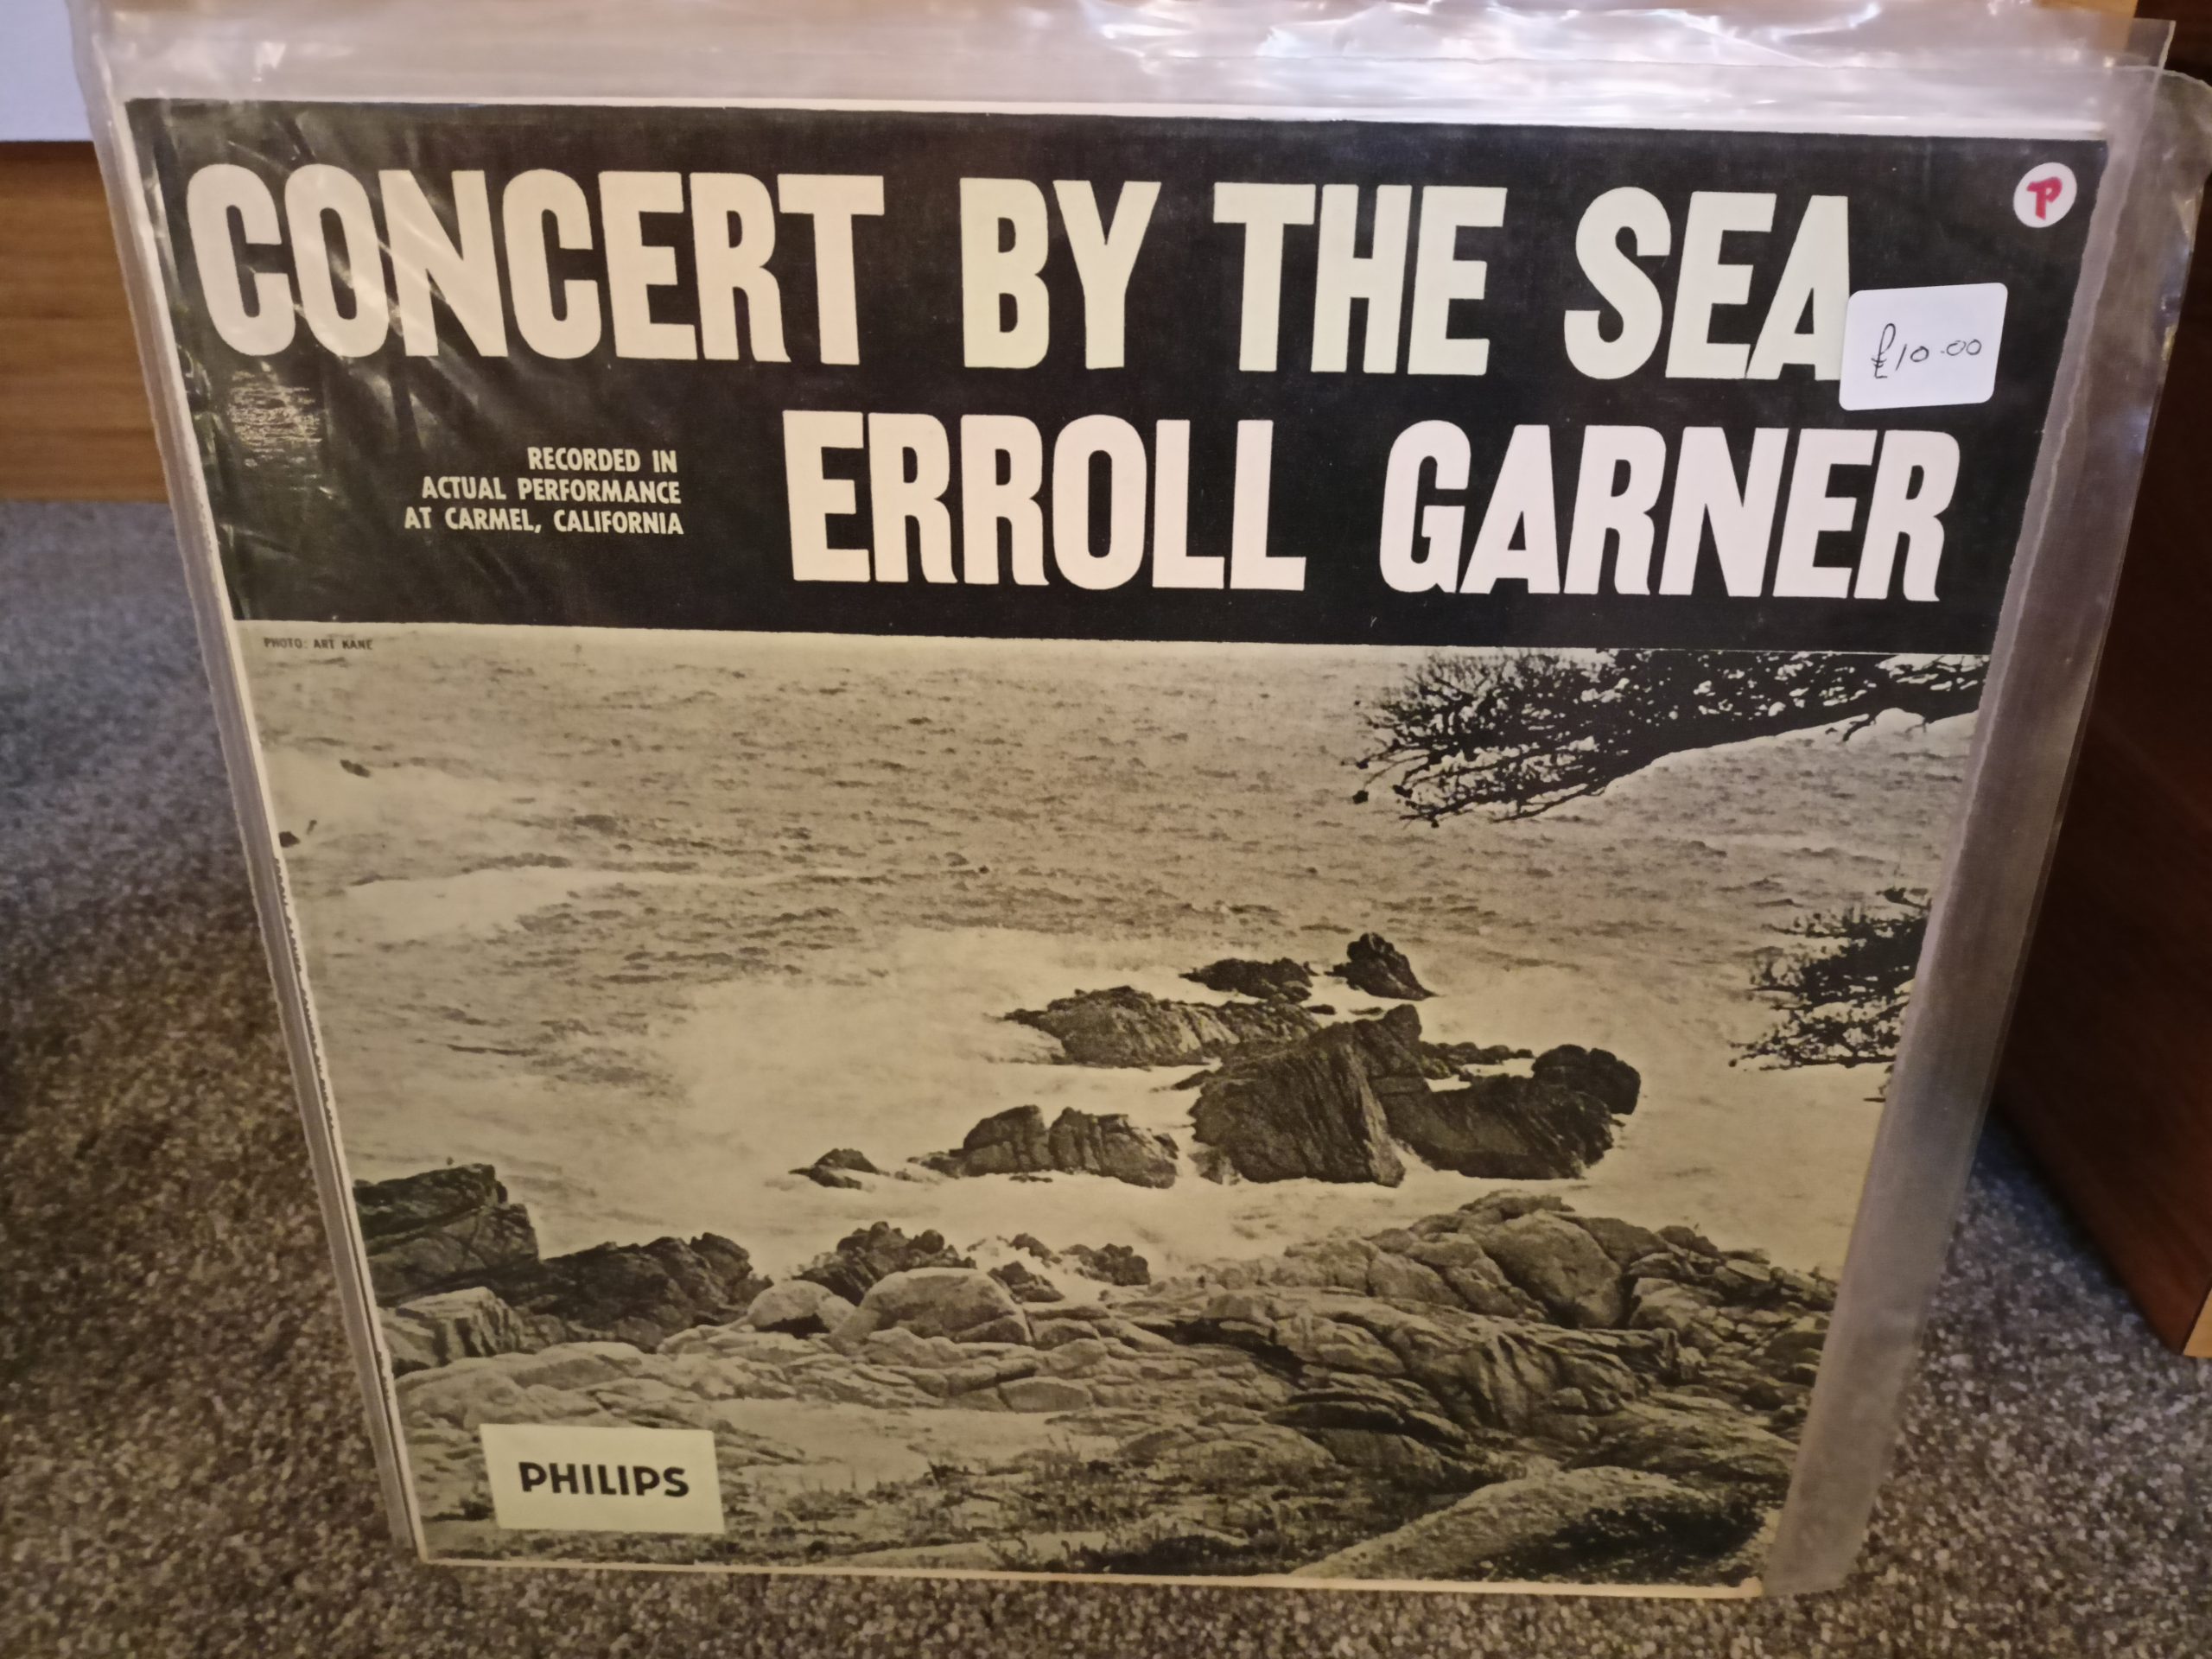 CONCERT BY THE SEA
P
£10.00
RECORDED IN
ACTUAL PERFORMANCE
AT CARMEL, CALIFORNIA
ERROLL GARNER
PHOTO: ART KANE
PHILIPS